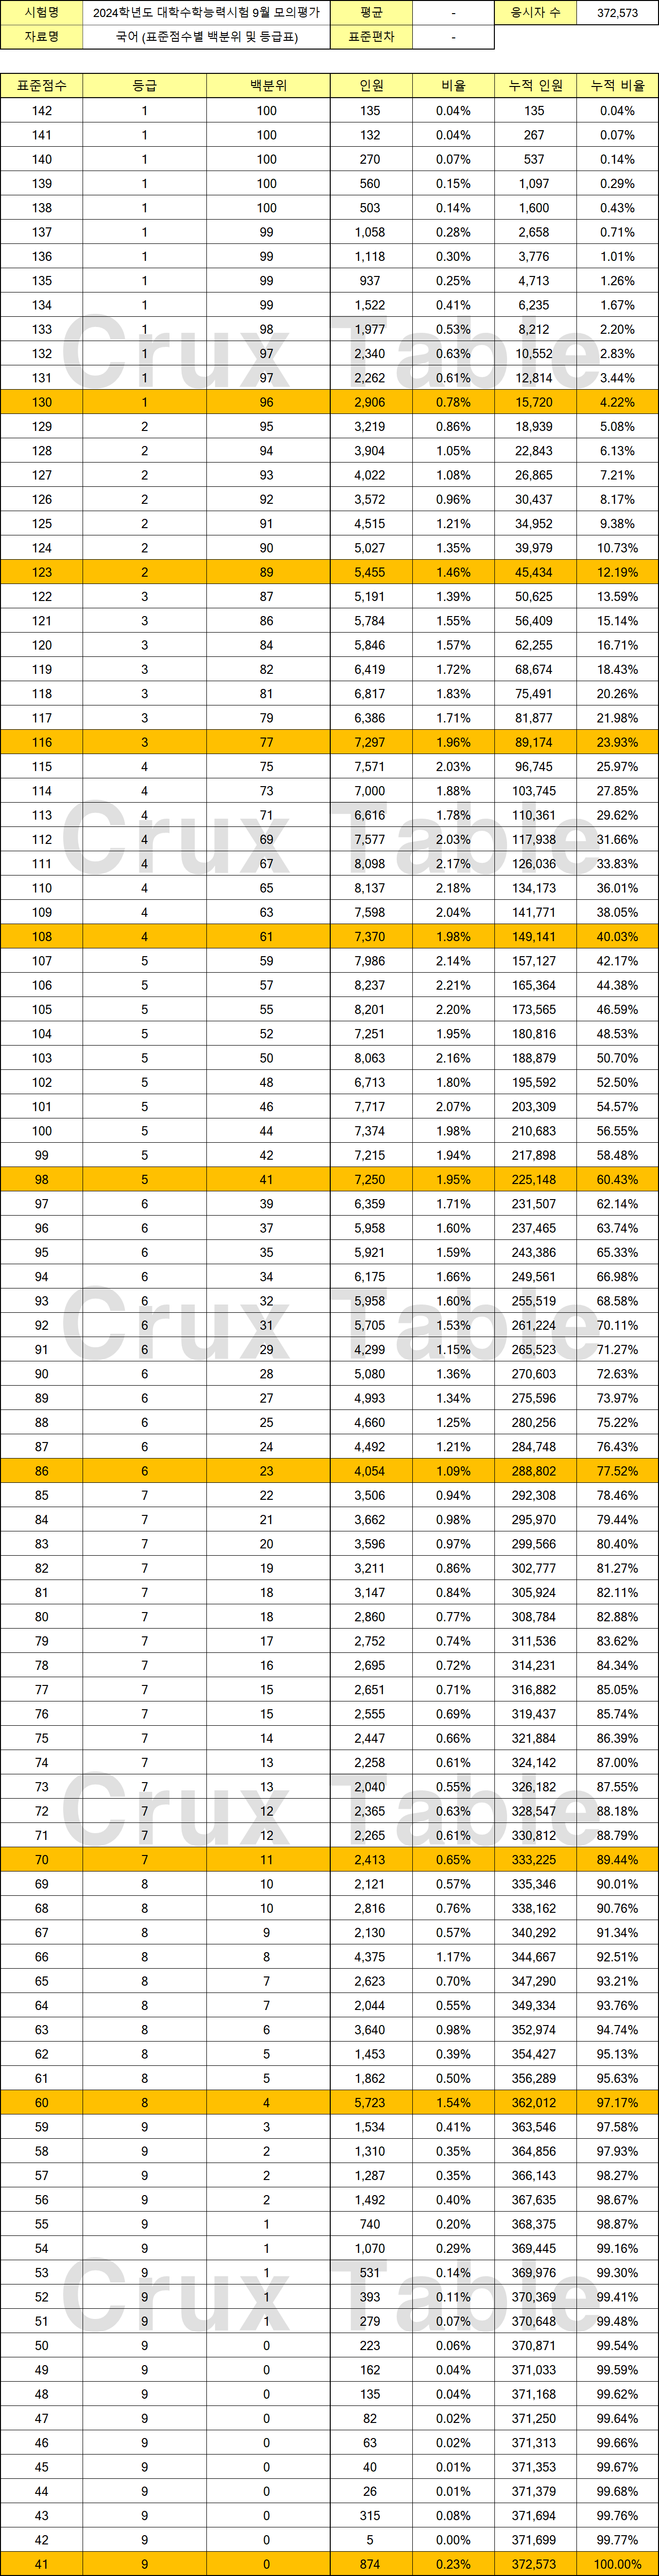 시험명 2024학년도 대학수학능력시험 9월 모의평가 평균 - 응시자 수 372,573
자료명 국어 (표준점수별 백분위 및 등급표) 표준편차 -
표준점수 등급 백분위 인원 비율 누적 인원 누적 비율
142 1 100 135 0.04% 135 0.04%
141 1 100 132 0.04% 267 0.07%
140 1 100 270 0.07% 537 0.14%
139 1 100 560 0.15% 1,097 0.29%
138 1 100 503 0.14% 1,600 0.43%
137 1 99 1,058 0.28% 2,658 0.71%
136 1 99 1,118 0.30% 3,776 1.01%
135 1 99 937 0.25% 4,713 1.26%
134 1 99 1,522 0.41% 6,235 1.67%
133 1 98 1,977 0.53% 8,212 2.20%
132 1 97 2,340 0.63% 10,552 2.83%
131 1 97 2,262 0.61% 12,814 3.44%
130 1 96 2,906 0.78% 15,720 4.22%
129 2 95 3,219 0.86% 18,939 5.08%
128 2 94 3,904 1.05% 22,843 6.13%
127 2 93 4,022 1.08% 26,865 7.21%
126 2 92 3,572 0.96% 30,437 8.17%
125 2 91 4,515 1.21% 34,952 9.38%
124 2 90 5,027 1.35% 39,979 10.73%
123 2 89 5,455 1.46% 45,434 12.19%
122 3 87 5,191 1.39% 50,625 13.59%
121 3 86 5,784 1.55% 56,409 15.14%
120 3 84 5,846 1.57% 62,255 16.71%
119 3 82 6,419 1.72% 68,674 18.43%
118 3 81 6,817 1.83% 75,491 20.26%
117 3 79 6,386 1.71% 81,877 21.98%
116 3 77 7,297 1.96% 89,174 23.93%
115 4 75 7,571 2.03% 96,745 25.97%
114 4 73 7,000 1.88% 103,745 27.85%
113 4 71 6,616 1.78% 110,361 29.62%
112 4 69 7,577 2.03% 117,938 31.66%
111 4 67 8,098 2.17% 126,036 33.83%
110 4 65 8,137 2.18% 134,173 36.01%
109 4 63 7,598 2.04% 141,771 38.05%
108 4 61 7,370 1.98% 149,141 40.03%
107 5 59 7,986 2.14% 157,127 42.17%
106 5 57 8,237 2.21% 165,364 44.38%
105 5 55 8,201 2.20% 173,565 46.59%
104 5 52 7,251 1.95% 180,816 48.53%
103 5 50 8,063 2.16% 188,879 50.70%
102 5 48 6,713 1.80% 195,592 52.50%
101 5 46 7,717 2.07% 203,309 54.57%
100 5 44 7,374 1.98% 210,683 56.55%
99 5 42 7,215 1.94% 217,898 58.48%
98 5 41 7,250 1.95% 225,148 60.43%
97 6 39 6,359 1.71% 231,507 62.14%
96 6 37 5,958 1.60% 237,465 63.74%
95 6 35 5,921 1.59% 243,386 65.33%
94 6 34 6,175 1.66% 249,561 66.98%
93 6 32 5,958 1.60% 255,519 68.58%
92 6 31 5,705 1.53% 261,224 70.11%
91 6 29 4,299 1.15% 265,523 71.27%
90 6 28 5,080 1.36% 270,603 72.63%
89 6 27 4,993 1.34% 275,596 73.97%
88 6 25 4,660 1.25% 280,256 75.22%
87 6 24 4,492 1.21% 284,748 76.43%
86 6 23 4,054 1.09% 288,802 77.52%
85 7 22 3,506 0.94% 292,308 78.46%
84 7 21 3,662 0.98% 295,970 79.44%
83 7 20 3,596 0.97% 299,566 80.40%
82 7 19 3,211 0.86% 302,777 81.27%
81 7 18 3,147 0.84% 305,924 82.11%
80 7 18 2,860 0.77% 308,784 82.88%
79 7 17 2,752 0.74% 311,536 83.62%
78 7 16 2,695 0.72% 314,231 84.34%
77 7 15 2,651 0.71% 316,882 85.05%
76 7 15 2,555 0.69% 319,437 85.74%
75 7 14 2,447 0.66% 321,884 86.39%
74 7 13 2,258 0.61% 324,142 87.00%
73 7 13 2,040 0.55% 326,182 87.55%
72 7 12 2,365 0.63% 328,547 88.18%
71 7 12 2,265 0.61% 330,812 88.79%
70 7 11 2,413 0.65% 333,225 89.44%
69 8 10 2,121 0.57% 335,346 90.01%
68 8 10 2,816 0.76% 338,162 90.76%
67 8 9 2,130 0.57% 340,292 91.34%
66 8 8 4,375 1.17% 344,667 92.51%
65 8 7 2,623 0.70% 347,290 93.21%
64 8 7 2,044 0.55% 349,334 93.76%
63 8 6 3,640 0.98% 352,974 94.74%
62 8 5 1,453 0.39% 354,427 95.13%
61 8 5 1,862 0.50% 356,289 95.63%
60 8 4 5,723 1.54% 362,012 97.17%
59 9 3 1,534 0.41% 363,546 97.58%
58 9 2 1,310 0.35% 364,856 97.93%
57 9 2 1,287 0.35% 366,143 98.27%
56 9 2 1,492 0.40% 367,635 98.67%
55 9 1 740 0.20% 368,375 98.87%
54 9 1 1,070 0.29% 369,445 99.16%
53 9 1 531 0.14% 369,976 99.30%
52 9 1 393 0.11% 370,369 99.41%
51 9 1 279 0.07% 370,648 99.48%
50 9 0 223 0.06% 370,871 99.54%
49 9 0 162 0.04% 371,033 99.59%
48 9 0 135 0.04% 371,168 99.62%
47 9 0 82 0.02% 371,250 99.64%
46 9 0 63 0.02% 371,313 99.66%
45 9 0 40 0.01% 371,353 99.67%
44 9 0 26 0.01% 371,379 99.68%
43 9 0 315 0.08% 371,694 99.76%
42 9 0 5 0.00% 371,699 99.77%
41 9 0 874 0.23% 372,573 100.00%
Crux Table
Crux Table
Crux Table
Crux Table
Crux Table